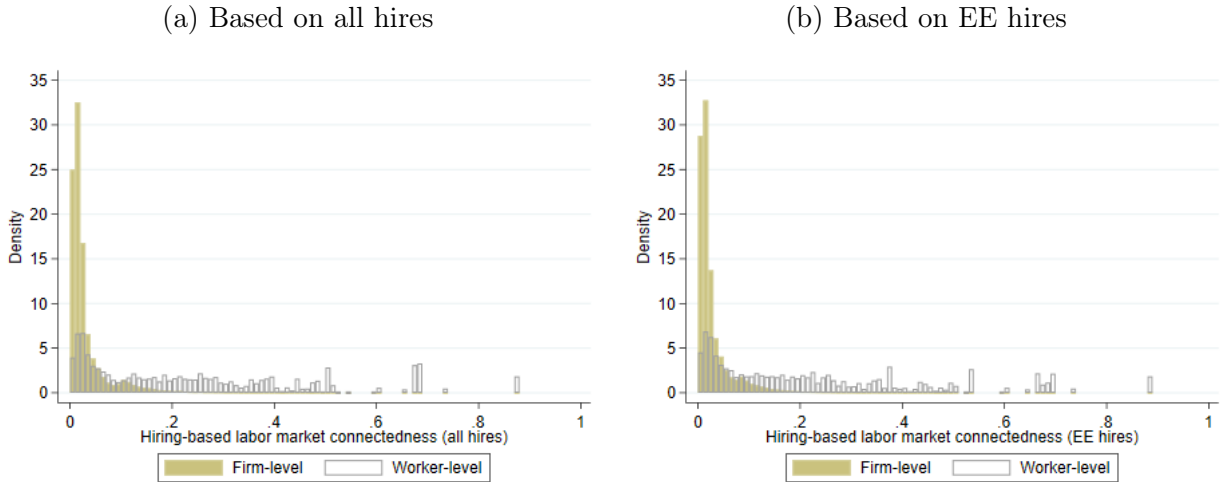 (a) Based on all hires
(b) Based on EE hires
35
30
25
20
15
10
5
0
Density
0
.2
.4
.6
.8
1
Hiring-based labor market connectedness (all hires)
Firm-level
Worker-level
35
30
25
20
15
10
5
0
Density
0
.2
.4
.6
.8
1
Hiring-based labor market connectedness (EE hires)
Firm-level
Worker-level